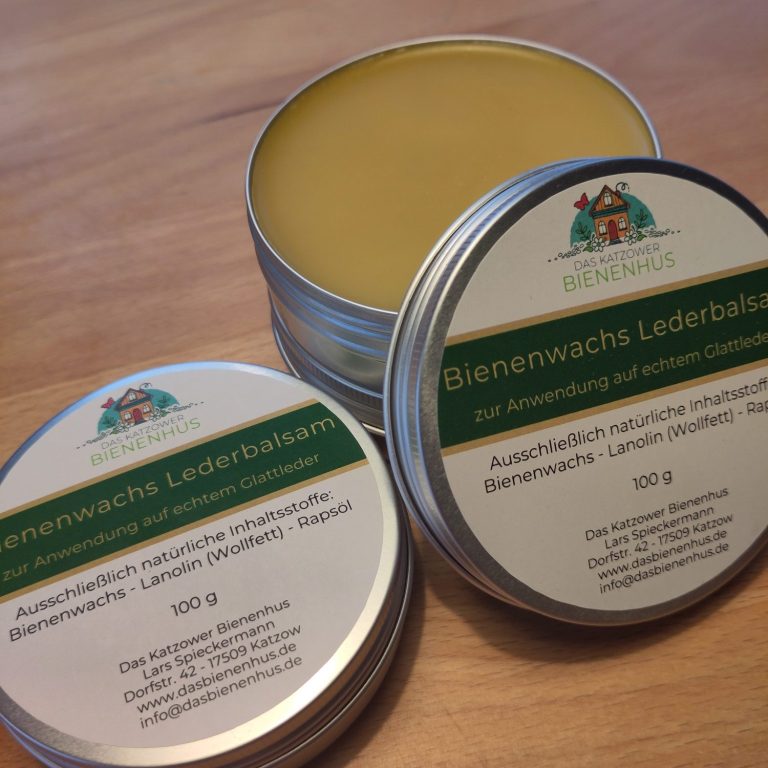 DAS KATZOWER
BIENENHUS
Bienenwachs Lederbalsam
zur Anwendung auf echtem Glattleder
Ausschließlich natürliche Inhaltsstoffe:
Bienenwachs - Lanolin (Wollfett) - Rapsöl
100 g
Das Katzower Bienenhus
Lars Spieckermann
Dorfstr. 42 - 17509 Katzow
www.dasbienenhus.de
info@dasbienenhus.de
DAS KATZOWER
BIENENHUS
Bienenwachs Lederbalsa
zur Anwendung auf echtem Glattlede
Ausschließlich natürliche Inhaltsstoffe
Bienenwachs - Lanolin (Wollfett) - Rap
100 g
Das Katzower Bienenhus
Lars Spieckermann
Dorfstr. 42 - 17509 Katzow
www.dasbienenhus.de
info@dasbienenhus.de